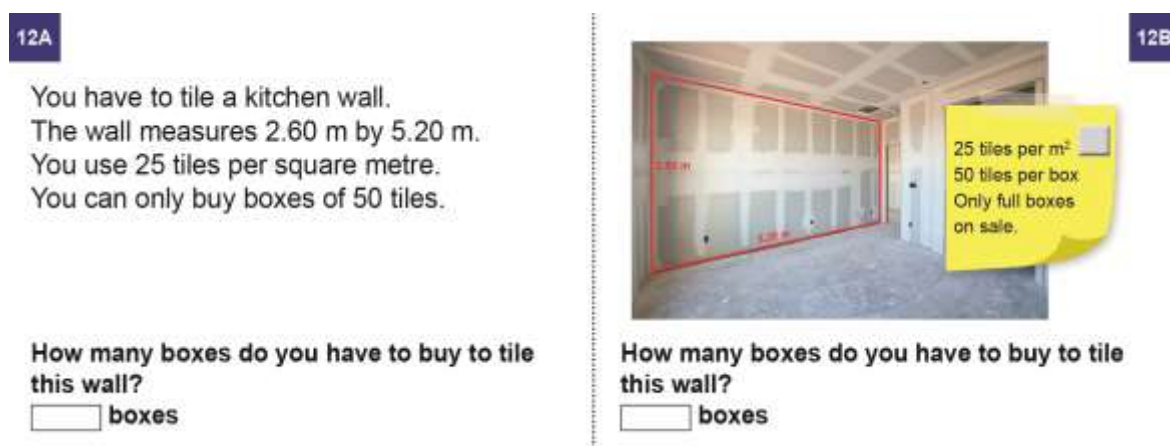 12A
You have to tile a kitchen wall.
The wall measures 2.60 m by 5.20 m.
You use 25 tiles per square metre.
You can only buy boxes of 50 tiles.
How many boxes do you have to buy to tile
this wall?
boxes
12B
25 tiles per m²
50 tiles per box
Only full boxes
on sale.
How many boxes do you have to buy to tile
this wall?
boxes